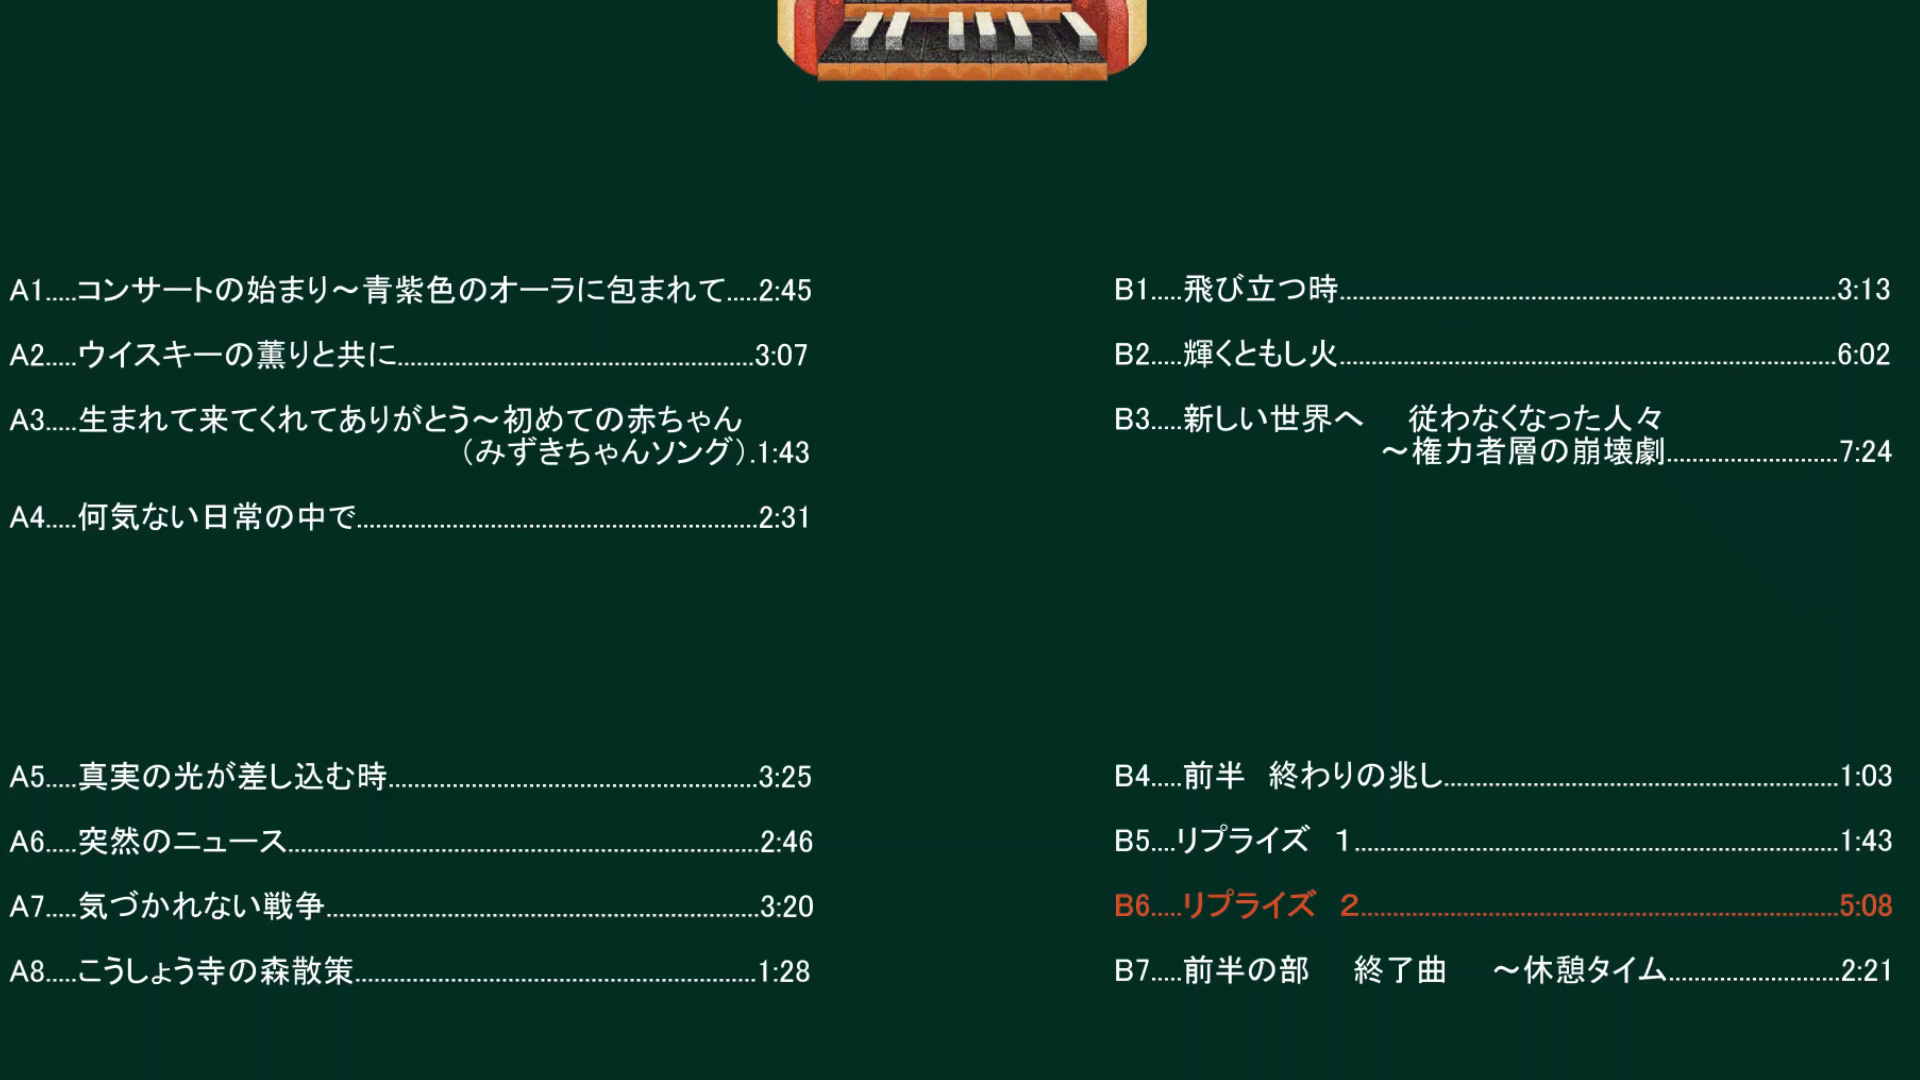 A1.....コンサートの始まり～青紫色のオーラに包まれて.....2:45
A2.....ウイスキーの薫りと共に..............................................3:07
A3.....生まれて来てくれてありがとう～初めての赤ちゃん
（みずきちゃんソング）.1:43
A4.....何気ない日常の中で....................................................2:31
A5.....真実の光が差し込む時................................................3:25
A6.....突然のニュース.............................................................2:46
A7.....気づかれない戦争........................................................3:20
A8.....こうしょう寺の森散策....................................................1:28
B1.....飛び立つ時................................................................3:13
B2.....輝くともし火................................................................6:02
B3.....新しい世界へ　従わなくなった人々
～権力者層の崩壊劇......................7:24
B4.....前半　終わりの兆し...................................................1:03
B5....リプライズ　１..............................................................1:43
B6.....リプライズ　２..............................................................5:08
B7.....前半の部　終了曲　～休憩タイム......................2:21